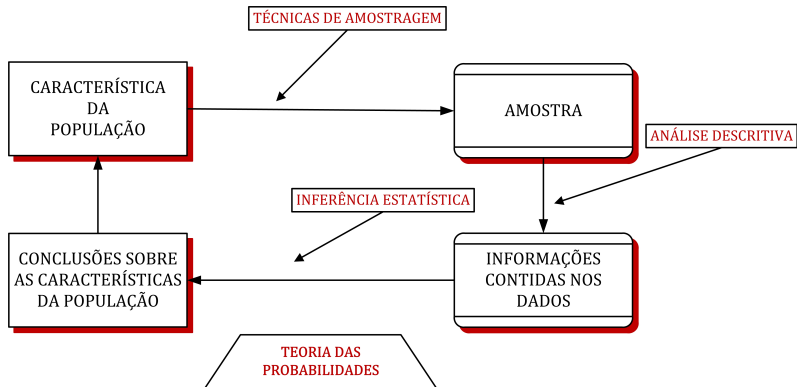 TÉCNICAS DE AMOSTRAGEM
CARACTERÍSTICA
DA
POPULAÇÃO
AMOSTRA
ANÁLISE DESCRITIVA
INFERÊNCIA ESTATÍSTICA
CONCLUSÕES SOBRE
AS CARACTERÍSTICAS
DA POPULAÇÃO
INFORMAÇÕES
CONTIDAS NOS
DADOS
TEORIA DAS
PROBABILIDADES